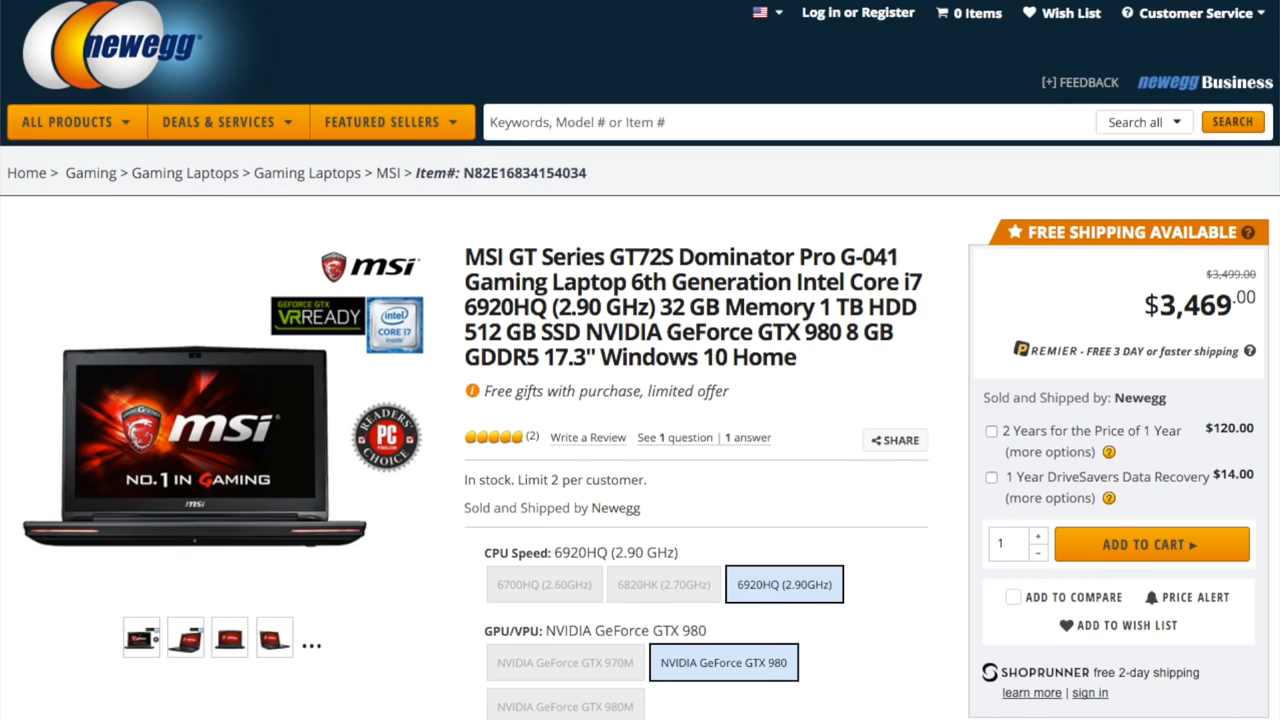 Log in or Register
0 Items
Wish List
Customer Service
newegg
[+] FEEDBACK
newegg Business
ALL PRODUCTS
DEALS & SERVICES
FEATURED SELLERS
Keywords, Model # or Item #
Search all
SEARCH
Home > Gaming > Gaming Laptops > Gaming Laptops > MSI > Item#: N82E16834154034
msi
GEFORCE GTX
VR READY
intel
CORE i7
inside
msi
NO.1 IN GAMING
msi
READERS'
PC
CHOICE
MSI GT Series GT72S Dominator Pro G-041
Gaming Laptop 6th Generation Intel Core i7
6920HQ (2.90 GHz) 32 GB Memory 1 TB HDD
512 GB SSD NVIDIA GeForce GTX 980 8 GB
GDDR5 17.3" Windows 10 Home
Free gifts with purchase, limited offer
(2) Write a Review See 1 question | 1 answer
SHARE
In stock. Limit 2 per customer.
Sold and Shipped by Newegg
CPU Speed: 6920HQ (2.90 GHz)
6700HQ (2.60GHz)
6820HK (2.70GHz)
6920HQ (2.90GHz)
GPU/VPU: NVIDIA GeForce GTX 980
NVIDIA GeForce GTX 970M
NVIDIA GeForce GTX 980
NVIDIA GeForce GTX 980M
FREE SHIPPING AVAILABLE ?
$3,499.00
$3,469.00
PREMIER - FREE 3 DAY or faster shipping ?
Sold and Shipped by: Newegg
2 Years for the Price of 1 Year $120.00
(more options) ?
1 Year DriveSavers Data Recovery $14.00
(more options) ?
1
+
-
ADD TO CART ▸
ADD TO COMPARE
PRICE ALERT
ADD TO WISH LIST
SHOPRUNNER free 2-day shipping
learn more | sign in